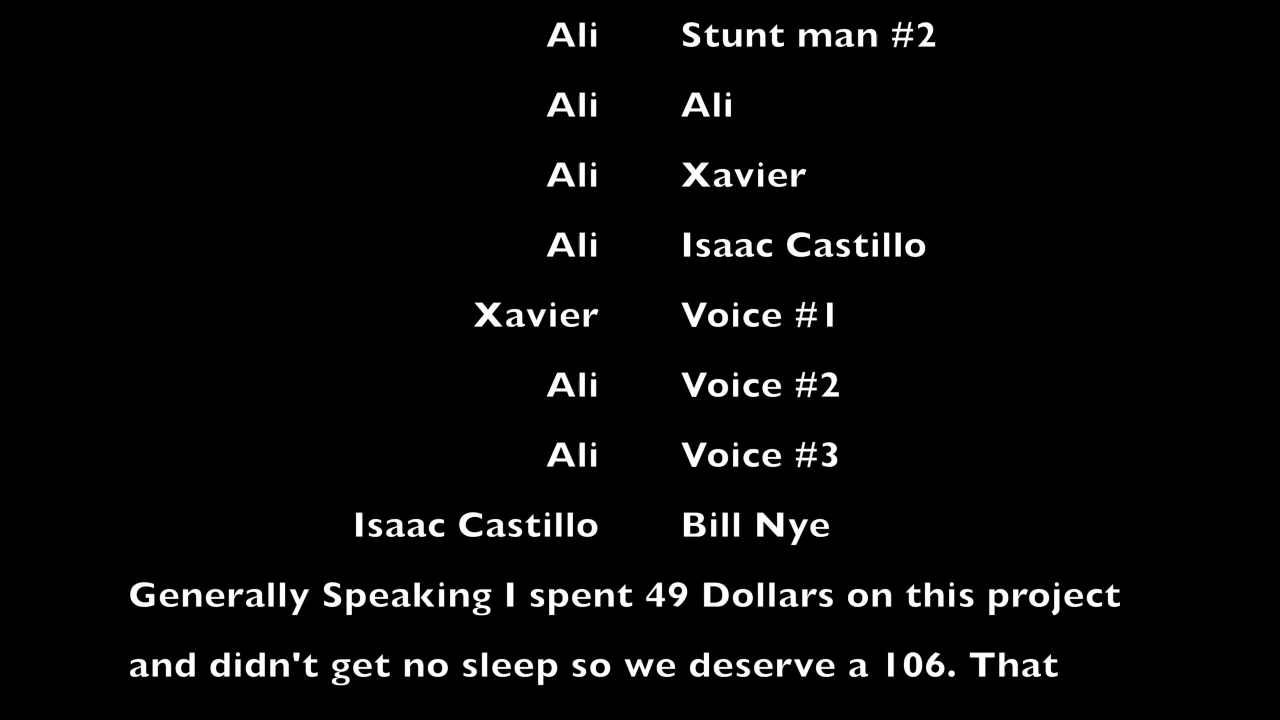 Ali Stunt man #2
Ali Ali
Ali Xavier
Ali Isaac Castillo
Xavier Voice #1
Ali Voice #2
Ali Voice #3
Isaac Castillo Bill Nye
Generally Speaking I spent 49 Dollars on this project
and didn't get no sleep so we deserve a 106. That